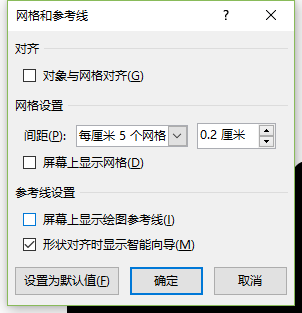 网格和参考线
对齐
对象与网格对齐(G)
网格设置
间距(P): 每厘米 5 个网格 0.2 厘米
屏幕上显示网格(D)
参考线设置
屏幕上显示绘图参考线(I)
形状对齐时显示智能向导(M)
设置为默认值(F) 确定 取消